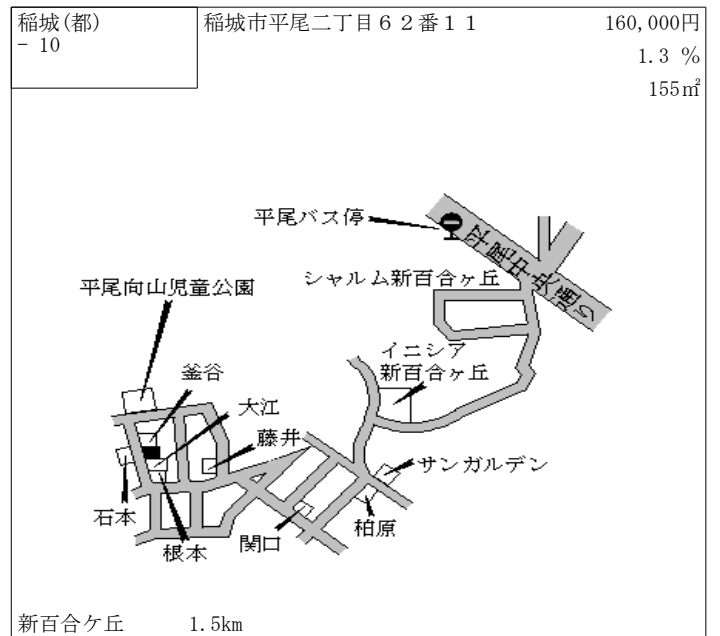 稲城(都)
- 10
稲城市平尾二丁目６２番１１
160,000円
1.3 %
155㎡
平尾バス停
シャルム新百合ヶ丘
平尾向山児童公園
イニシア
新百合ヶ丘
釜谷
大江
藤井
サンガルデン
石本
根本
関口
柏原
新百合ケ丘 1.5km